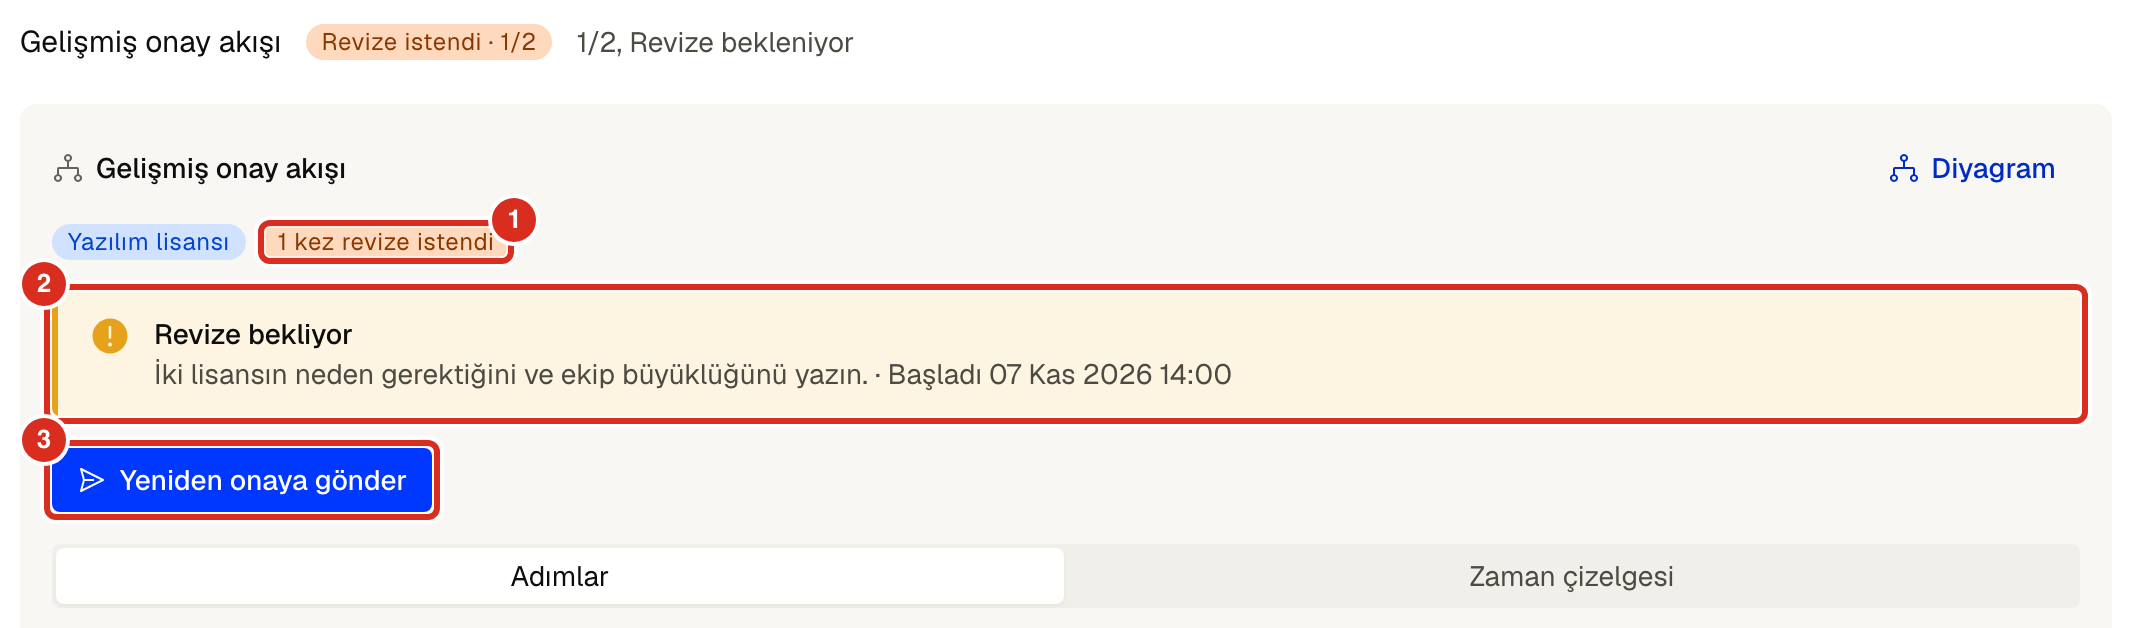 Gelişmiş onay akışı Revize istendi · 1/2 1/2, Revize bekleniyor
Gelişmiş onay akışı Diyagram
Yazılım lisansı 1 kez revize istendi 1
2
! Revize bekliyor
İki lisansın neden gerektiğini ve ekip büyüklüğünü yazın. · Başladı 07 Kas 2026 14:00
3
Yeniden onaya gönder
Adımlar Zaman çizelgesi